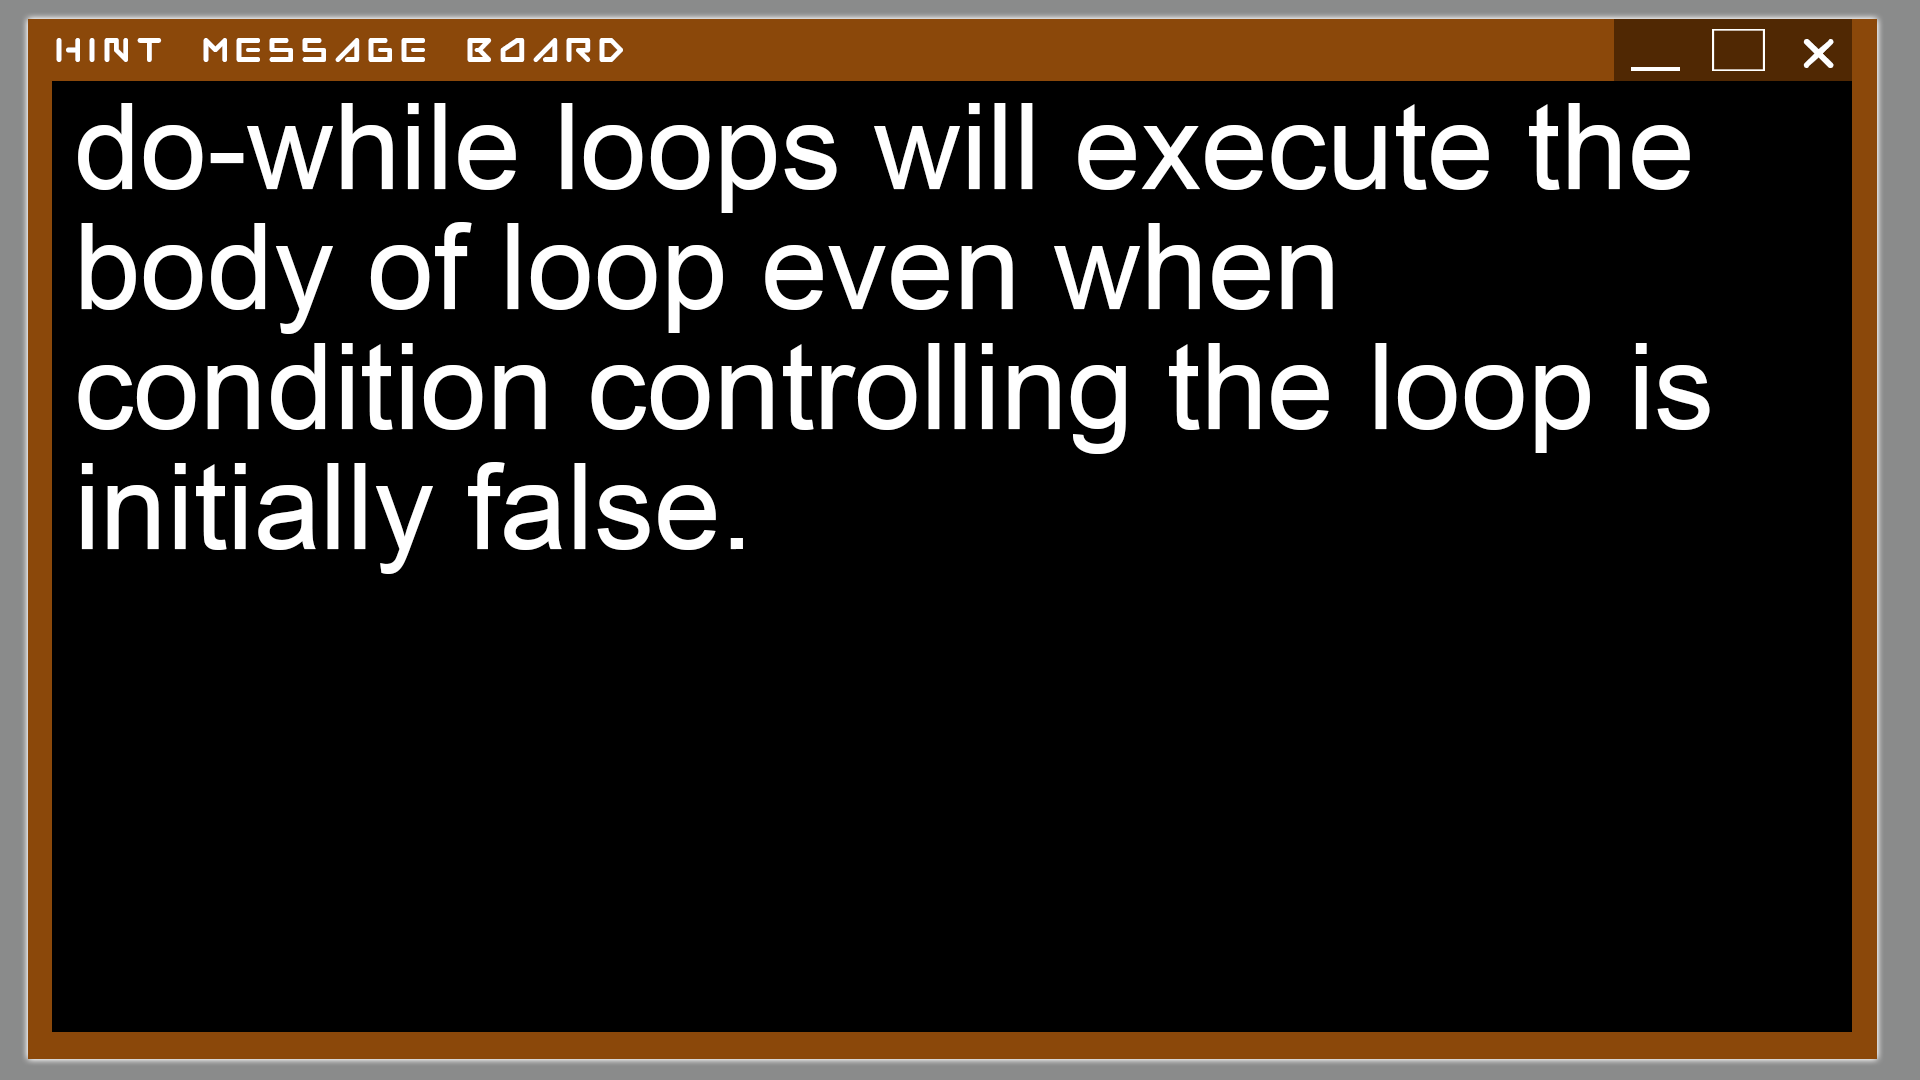 HINT MESSAGE BOARD
do-while loops will execute the
body of loop even when
condition controlling the loop is
initially false.